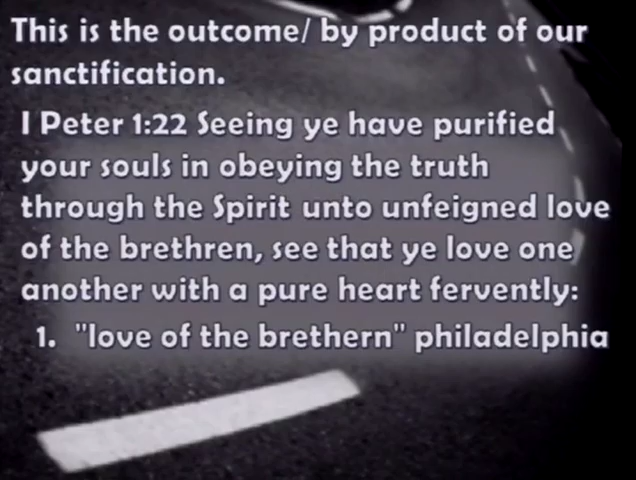 This is the outcome/ by product of our
sanctification.
I Peter 1:22 Seeing ye have purified
your souls in obeying the truth
through the Spirit unto unfeigned love
of the brethren, see that ye love one
another with a pure heart fervently:
1. "love of the brethern" philadelphia